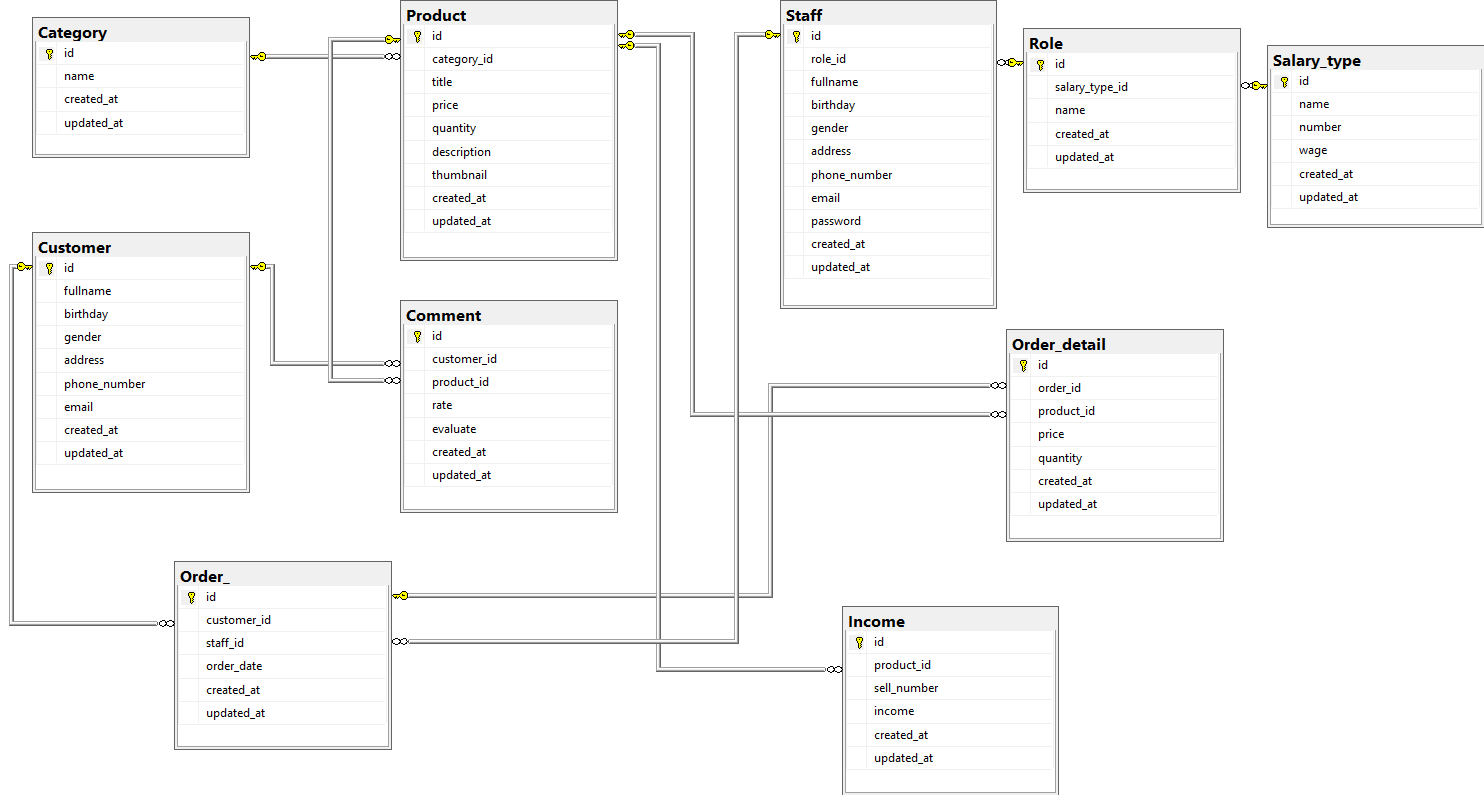 Category
id
name
created_at
updated_at
Product
id
category_id
title
price
quantity
description
thumbnail
created_at
updated_at
Staff
id
role_id
fullname
birthday
gender
address
phone_number
email
password
created_at
updated_at
Role
id
salary_type_id
name
created_at
updated_at
Salary_type
id
name
number
wage
created_at
updated_at
Customer
id
fullname
birthday
gender
address
phone_number
email
created_at
updated_at
Comment
id
customer_id
product_id
rate
evaluate
created_at
updated_at
Order_detail
id
order_id
product_id
price
quantity
created_at
updated_at
Order_
id
customer_id
staff_id
order_date
created_at
updated_at
Income
id
product_id
sell_number
income
created_at
updated_at